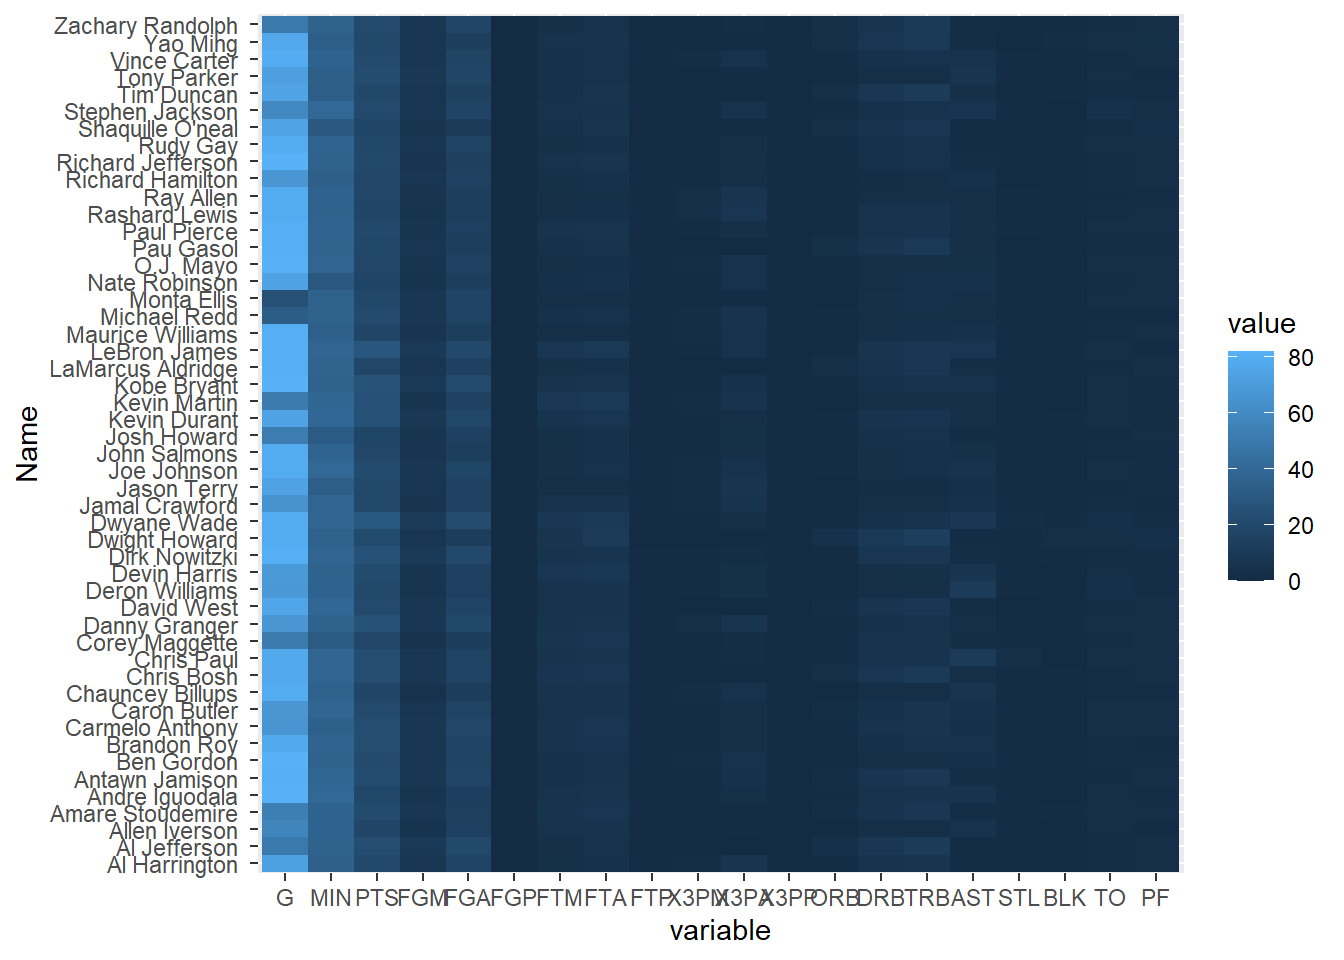 Zachary Randolph
Yao Ming
Vince Carter
Tony Parker
Tim Duncan
Stephen Jackson
Shaquille O'neal
Rudy Gay
Richard Jefferson
Richard Hamilton
Ray Allen
Rashard Lewis
Paul Pierce
Pau Gasol
O.J. Mayo
Nate Robinson
Monta Ellis
Michael Redd
Maurice Williams
LeBron James
LaMarcus Aldridge
Kobe Bryant
Kevin Martin
Kevin Durant
Josh Howard
John Salmons
Joe Johnson
Jason Terry
Jamal Crawford
Dwyane Wade
Dwight Howard
Dirk Nowitzki
Devin Harris
Deron Williams
David West
Danny Granger
Corey Maggette
Chris Paul
Chris Bosh
Chauncey Billups
Caron Butler
Carmelo Anthony
Brandon Roy
Ben Gordon
Antawn Jamison
Andre Iguodala
Amare Stoudemire
Allen Iverson
Al Jefferson
Al Harrington
Name
G MIN PTS FGM FGA FGP FTM FTA FTP X3PM X3PA X3PP ORB DRB TRB AST STL BLK TO PF
variable
value
80
60
40
20
0